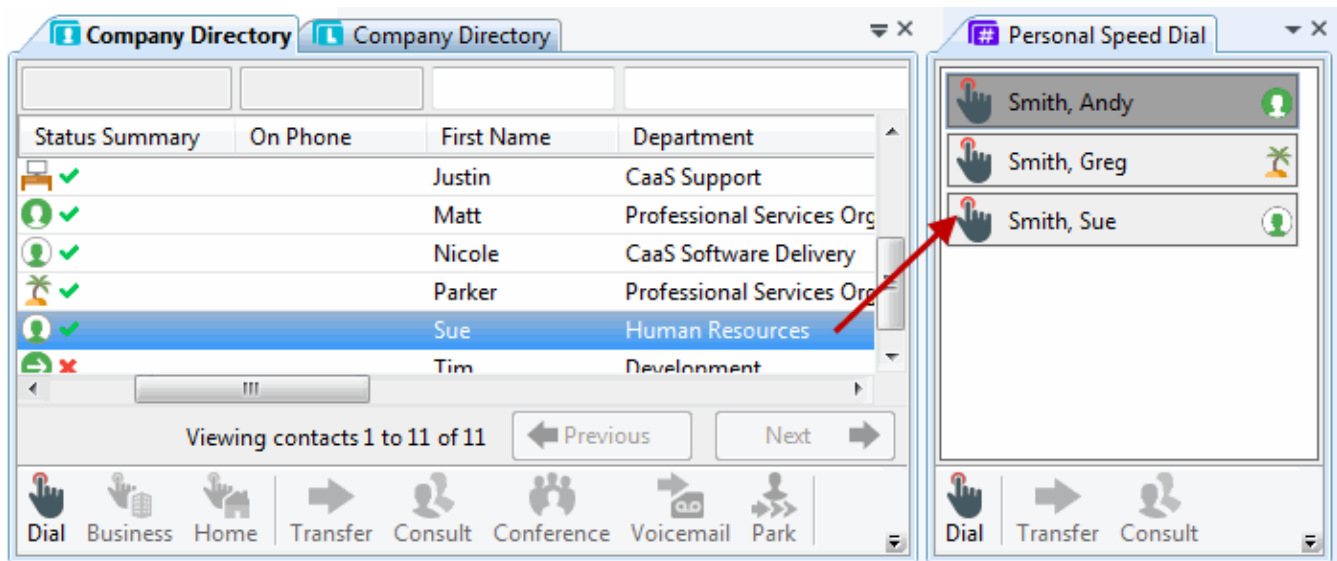 Company Directory
Company Directory
Personal Speed Dial
Status Summary On Phone First Name Department
Justin CaaS Support
Matt Professional Services Org
Nicole CaaS Software Delivery
Parker Professional Services Org
Sue Human Resources
Tim Development
Viewing contacts 1 to 11 of 11 Previous Next
Dial Business Home Transfer Consult Conference Voicemail Park
Smith, Andy
Smith, Greg
Smith, Sue
Dial Transfer Consult